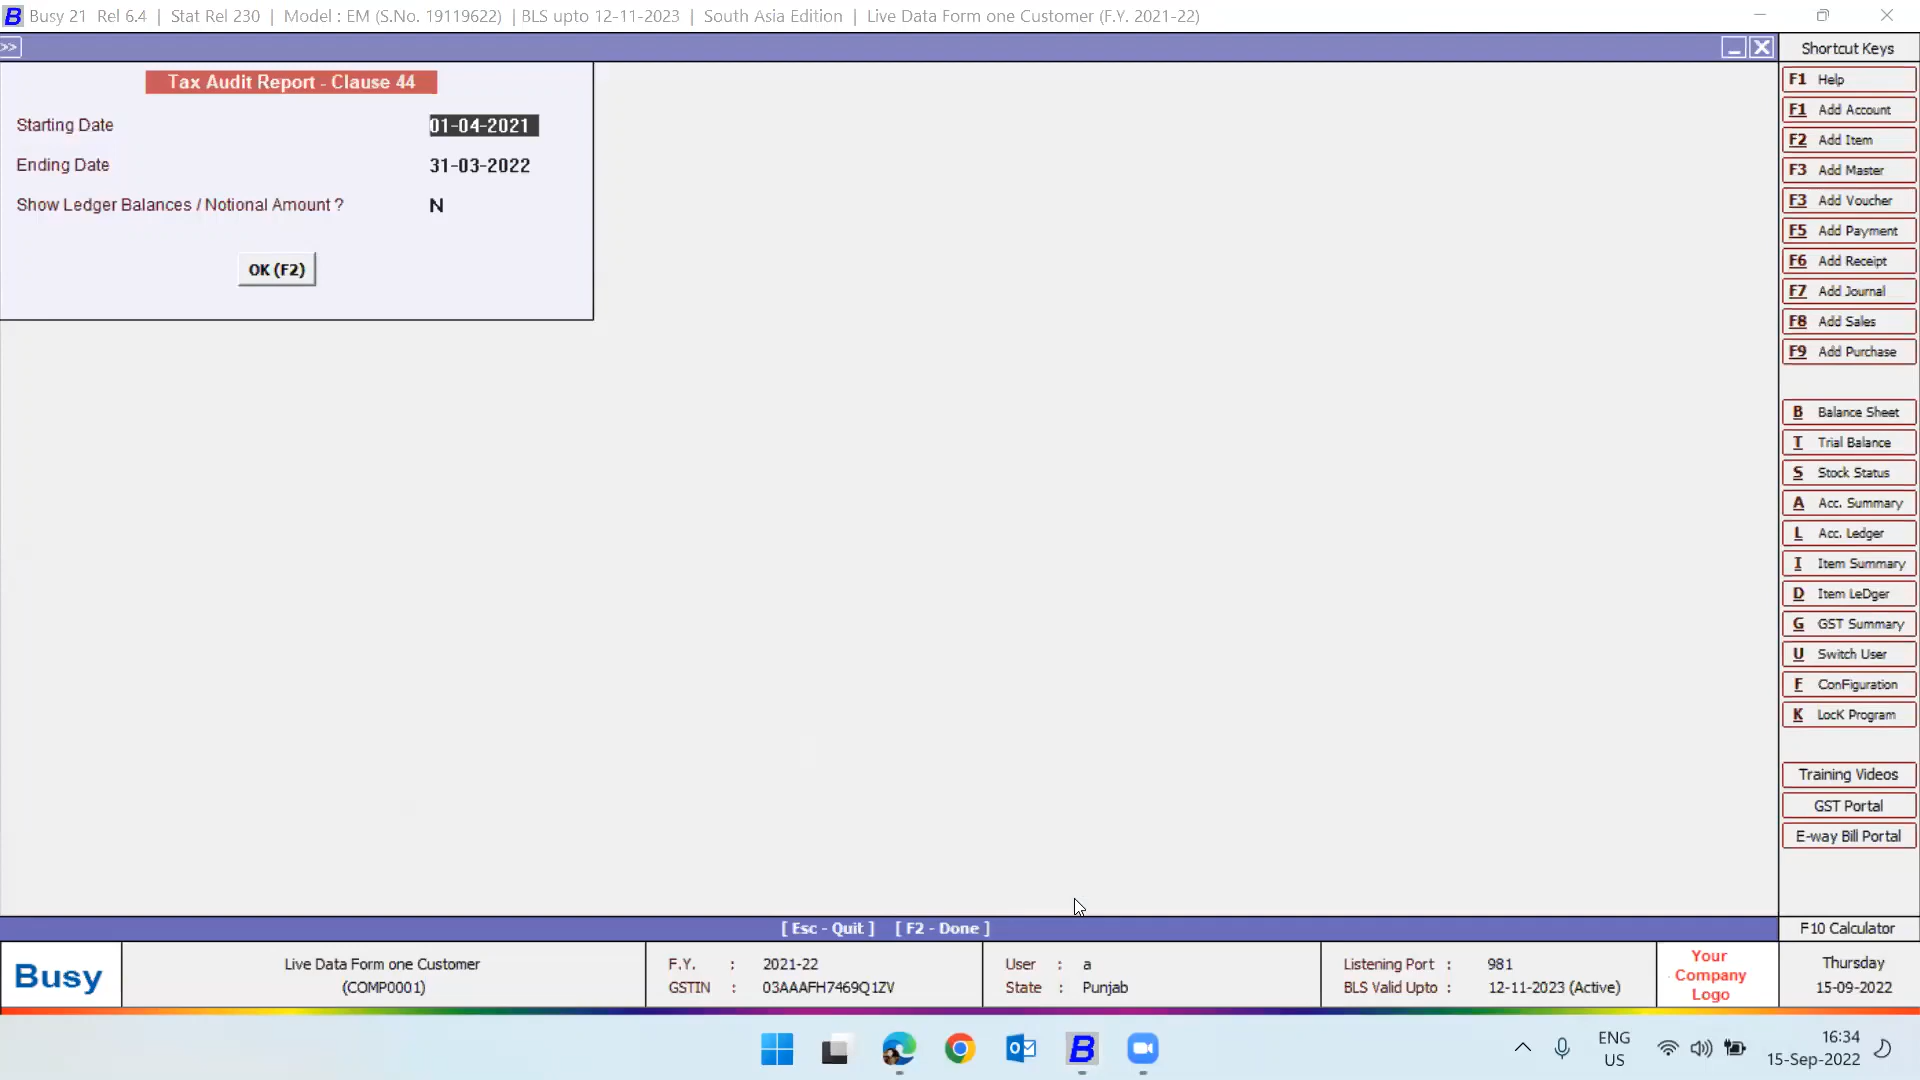 Busy 21 Rel 6.4 | Stat Rel 230 | Model : EM (S.No. 19119622) | BLS upto 12-11-2023 | South Asia Edition | Live Data Form one Customer (F.Y. 2021-22)
>>
Shortcut Keys
Tax Audit Report - Clause 44
Starting Date 01-04-2021
Ending Date 31-03-2022
Show Ledger Balances / Notional Amount ? N
OK (F2)
F1 Help
F1 Add Account
F2 Add Item
F3 Add Master
F3 Add Voucher
F5 Add Payment
F6 Add Receipt
F7 Add Journal
F8 Add Sales
F9 Add Purchase
B Balance Sheet
T Trial Balance
S Stock Status
A Acc. Summary
L Acc. Ledger
I Item Summary
D Item LeDger
G GST Summary
U Switch User
F ConFiguration
K LocK Program
Training Videos
GST Portal
E-way Bill Portal
[ Esc - Quit ] [ F2 - Done ]
F10 Calculator
Busy
Live Data Form one Customer
(COMP0001)
F.Y. : 2021-22
GSTIN : 03AAAFH7469Q1ZV
User : a
State : Punjab
Listening Port : 981
BLS Valid Upto : 12-11-2023 (Active)
Your
Company
Logo
Thursday
15-09-2022
ENG
US
16:34
15-Sep-2022